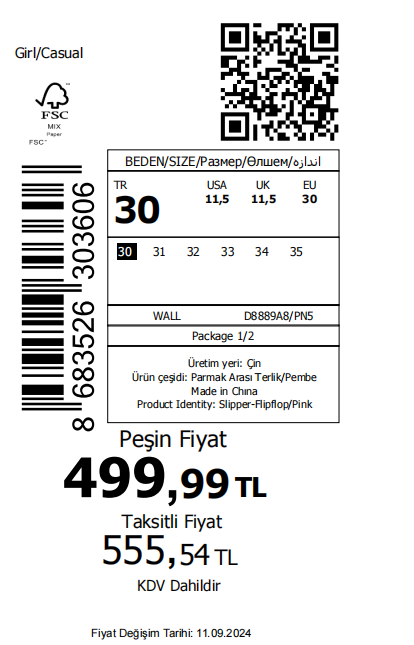 Girl/Casual
FSC
MIX
Paper
FSC™
BEDEN/SIZE/Размер/Өлшем/اندازه
TR USA UK EU
30 11,5 11,5 30
30 31 32 33 34 35
WALL D8889A8/PN5
Package 1/2
Üretim yeri: Çin
Ürün çeşidi: Parmak Arası Terlik/Pembe
Made in China
Product Identity: Slipper-Flipflop/Pink
8 683526 303606
Peşin Fiyat
499,99 TL
Taksitli Fiyat
555,54 TL
KDV Dahildir
Fiyat Değişim Tarihi: 11.09.2024